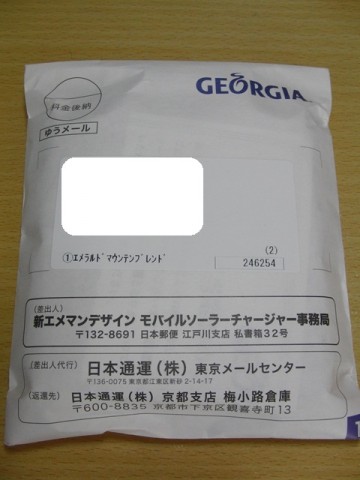 GEORGIA
料金後納
ゆうメール
①エメラルドマウンテンブレンド
(2)
246254
(差出人)
新エメマンデザイン モバイルソーラーチャージャー事務局
〒132-8691 日本郵便 江戸川支店 私書箱32号
(差出人代行) 日本通運(株) 東京メールセンター
〒136-0075 東京都江東区新砂 2-14-17
(返還先) 日本通運(株) 京都支店 梅小路倉庫
〒600-8835 京都市下京区観喜寺町13
1